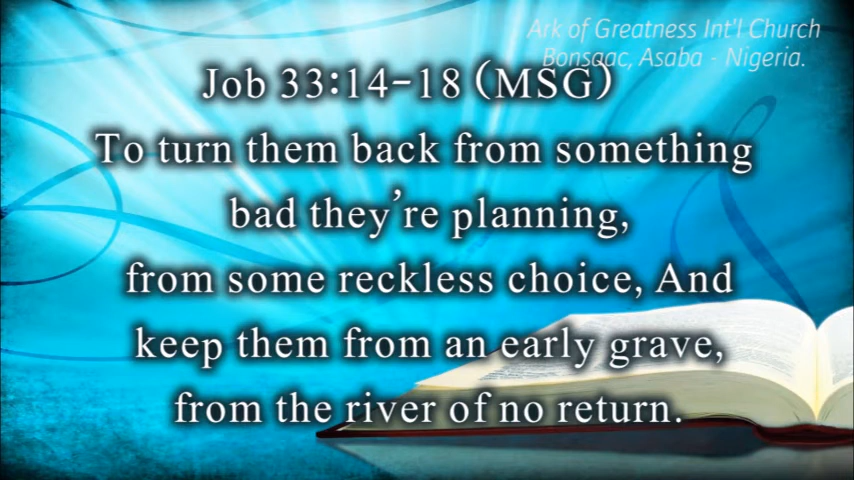 Ark of Greatness Int'l Church
Bonsaac, Asaba - Nigeria.
Job 33:14-18 (MSG)
To turn them back from something
bad they're planning,
from some reckless choice, And
keep them from an early grave,
from the river of no return.